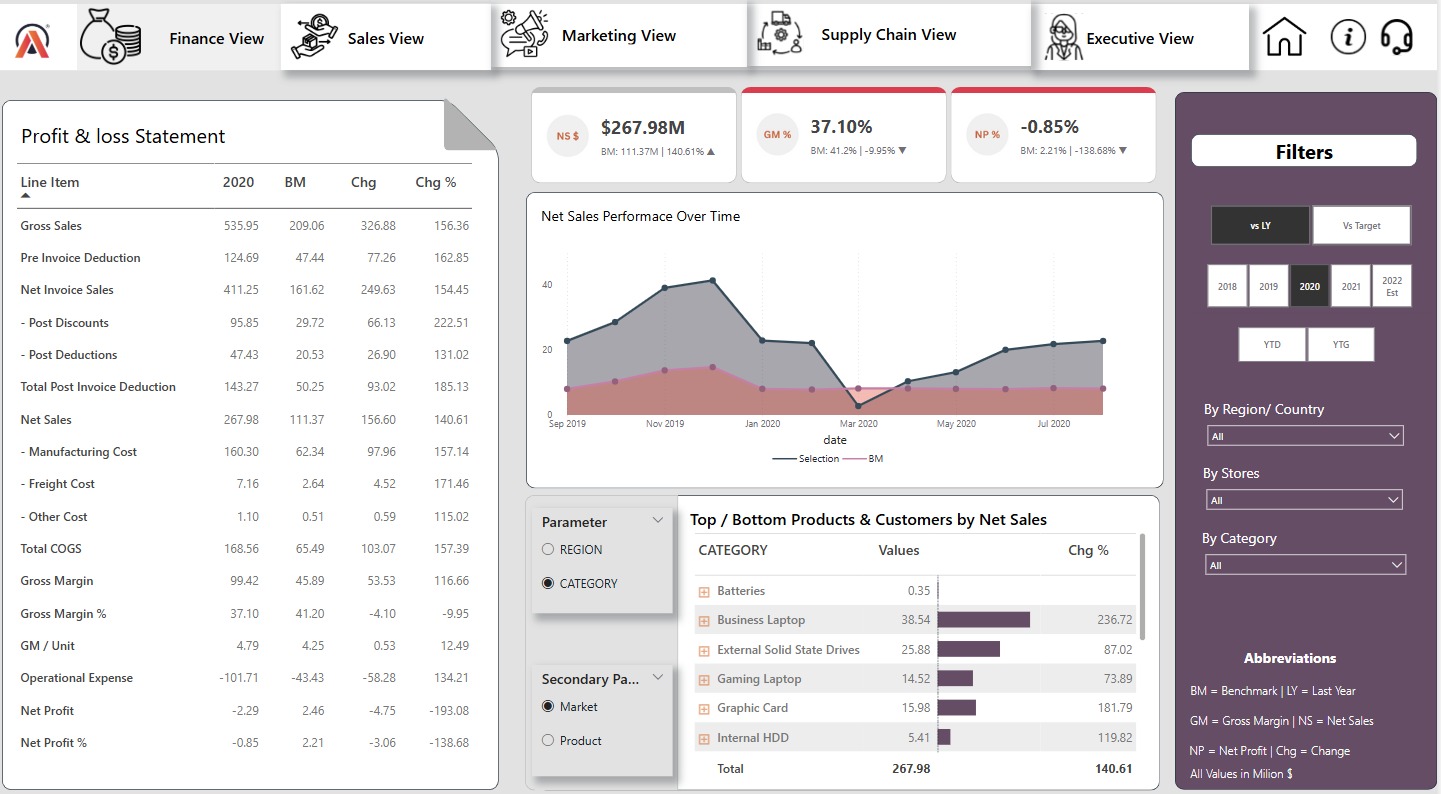 Finance View
Sales View
Marketing View
Supply Chain View
Executive View
Profit & loss Statement
Line Item 2020 BM Chg Chg %
Gross Sales 535.95 209.06 326.88 156.36
Pre Invoice Deduction 124.69 47.44 77.26 162.85
Net Invoice Sales 411.25 161.62 249.63 154.45
- Post Discounts 95.85 29.72 66.13 222.51
- Post Deductions 47.43 20.53 26.90 131.02
Total Post Invoice Deduction 143.27 50.25 93.02 185.13
Net Sales 267.98 111.37 156.60 140.61
- Manufacturing Cost 160.30 62.34 97.96 157.14
- Freight Cost 7.16 2.64 4.52 171.46
- Other Cost 1.10 0.51 0.59 115.02
Total COGS 168.56 65.49 103.07 157.39
Gross Margin 99.42 45.89 53.53 116.66
Gross Margin % 37.10 41.20 -4.10 -9.95
GM / Unit 4.79 4.25 0.53 12.49
Operational Expense -101.71 -43.43 -58.28 134.21
Net Profit -2.29 2.46 -4.75 -193.08
Net Profit % -0.85 2.21 -3.06 -138.68
NS $
$267.98M
BM: 111.37M | 140.61% ▲
GM %
37.10%
BM: 41.2% | -9.95% ▼
NP %
-0.85%
BM: 2.21% | -138.68% ▼
Net Sales Performace Over Time
40
20
0
Sep 2019 Nov 2019 Jan 2020 Mar 2020 May 2020 Jul 2020
date
Selection BM
Parameter
REGION
CATEGORY
Secondary Pa...
Market
Product
Top / Bottom Products & Customers by Net Sales
CATEGORY Values Chg %
Batteries 0.35
Business Laptop 38.54 236.72
External Solid State Drives 25.88 87.02
Gaming Laptop 14.52 73.89
Graphic Card 15.98 181.79
Internal HDD 5.41 119.82
Total 267.98 140.61
Filters
vs LY Vs Target
2018 2019 2020 2021 2022
Est
YTD YTG
By Region/ Country
All
By Stores
All
By Category
All
Abbreviations
BM = Benchmark | LY = Last Year
GM = Gross Margin | NS = Net Sales
NP = Net Profit | Chg = Change
All Values in Milion $